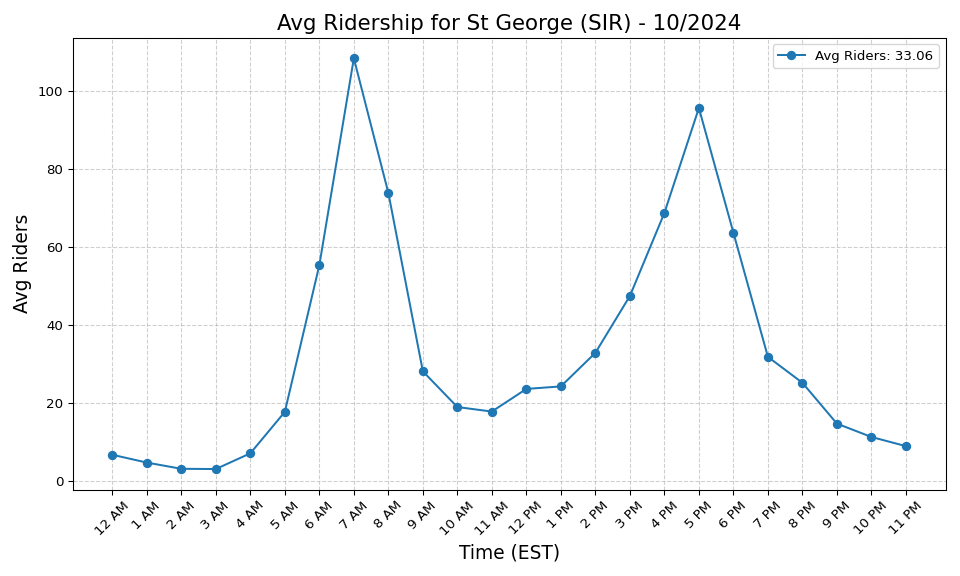 Avg Ridership for St George (SIR) - 10/2024
Avg Riders: 33.06
Avg Riders
100
80
60
40
20
0
12 AM
1 AM
2 AM
3 AM
4 AM
5 AM
6 AM
7 AM
8 AM
9 AM
10 AM
11 AM
12 PM
1 PM
2 PM
3 PM
4 PM
5 PM
6 PM
7 PM
8 PM
9 PM
10 PM
11 PM
Time (EST)